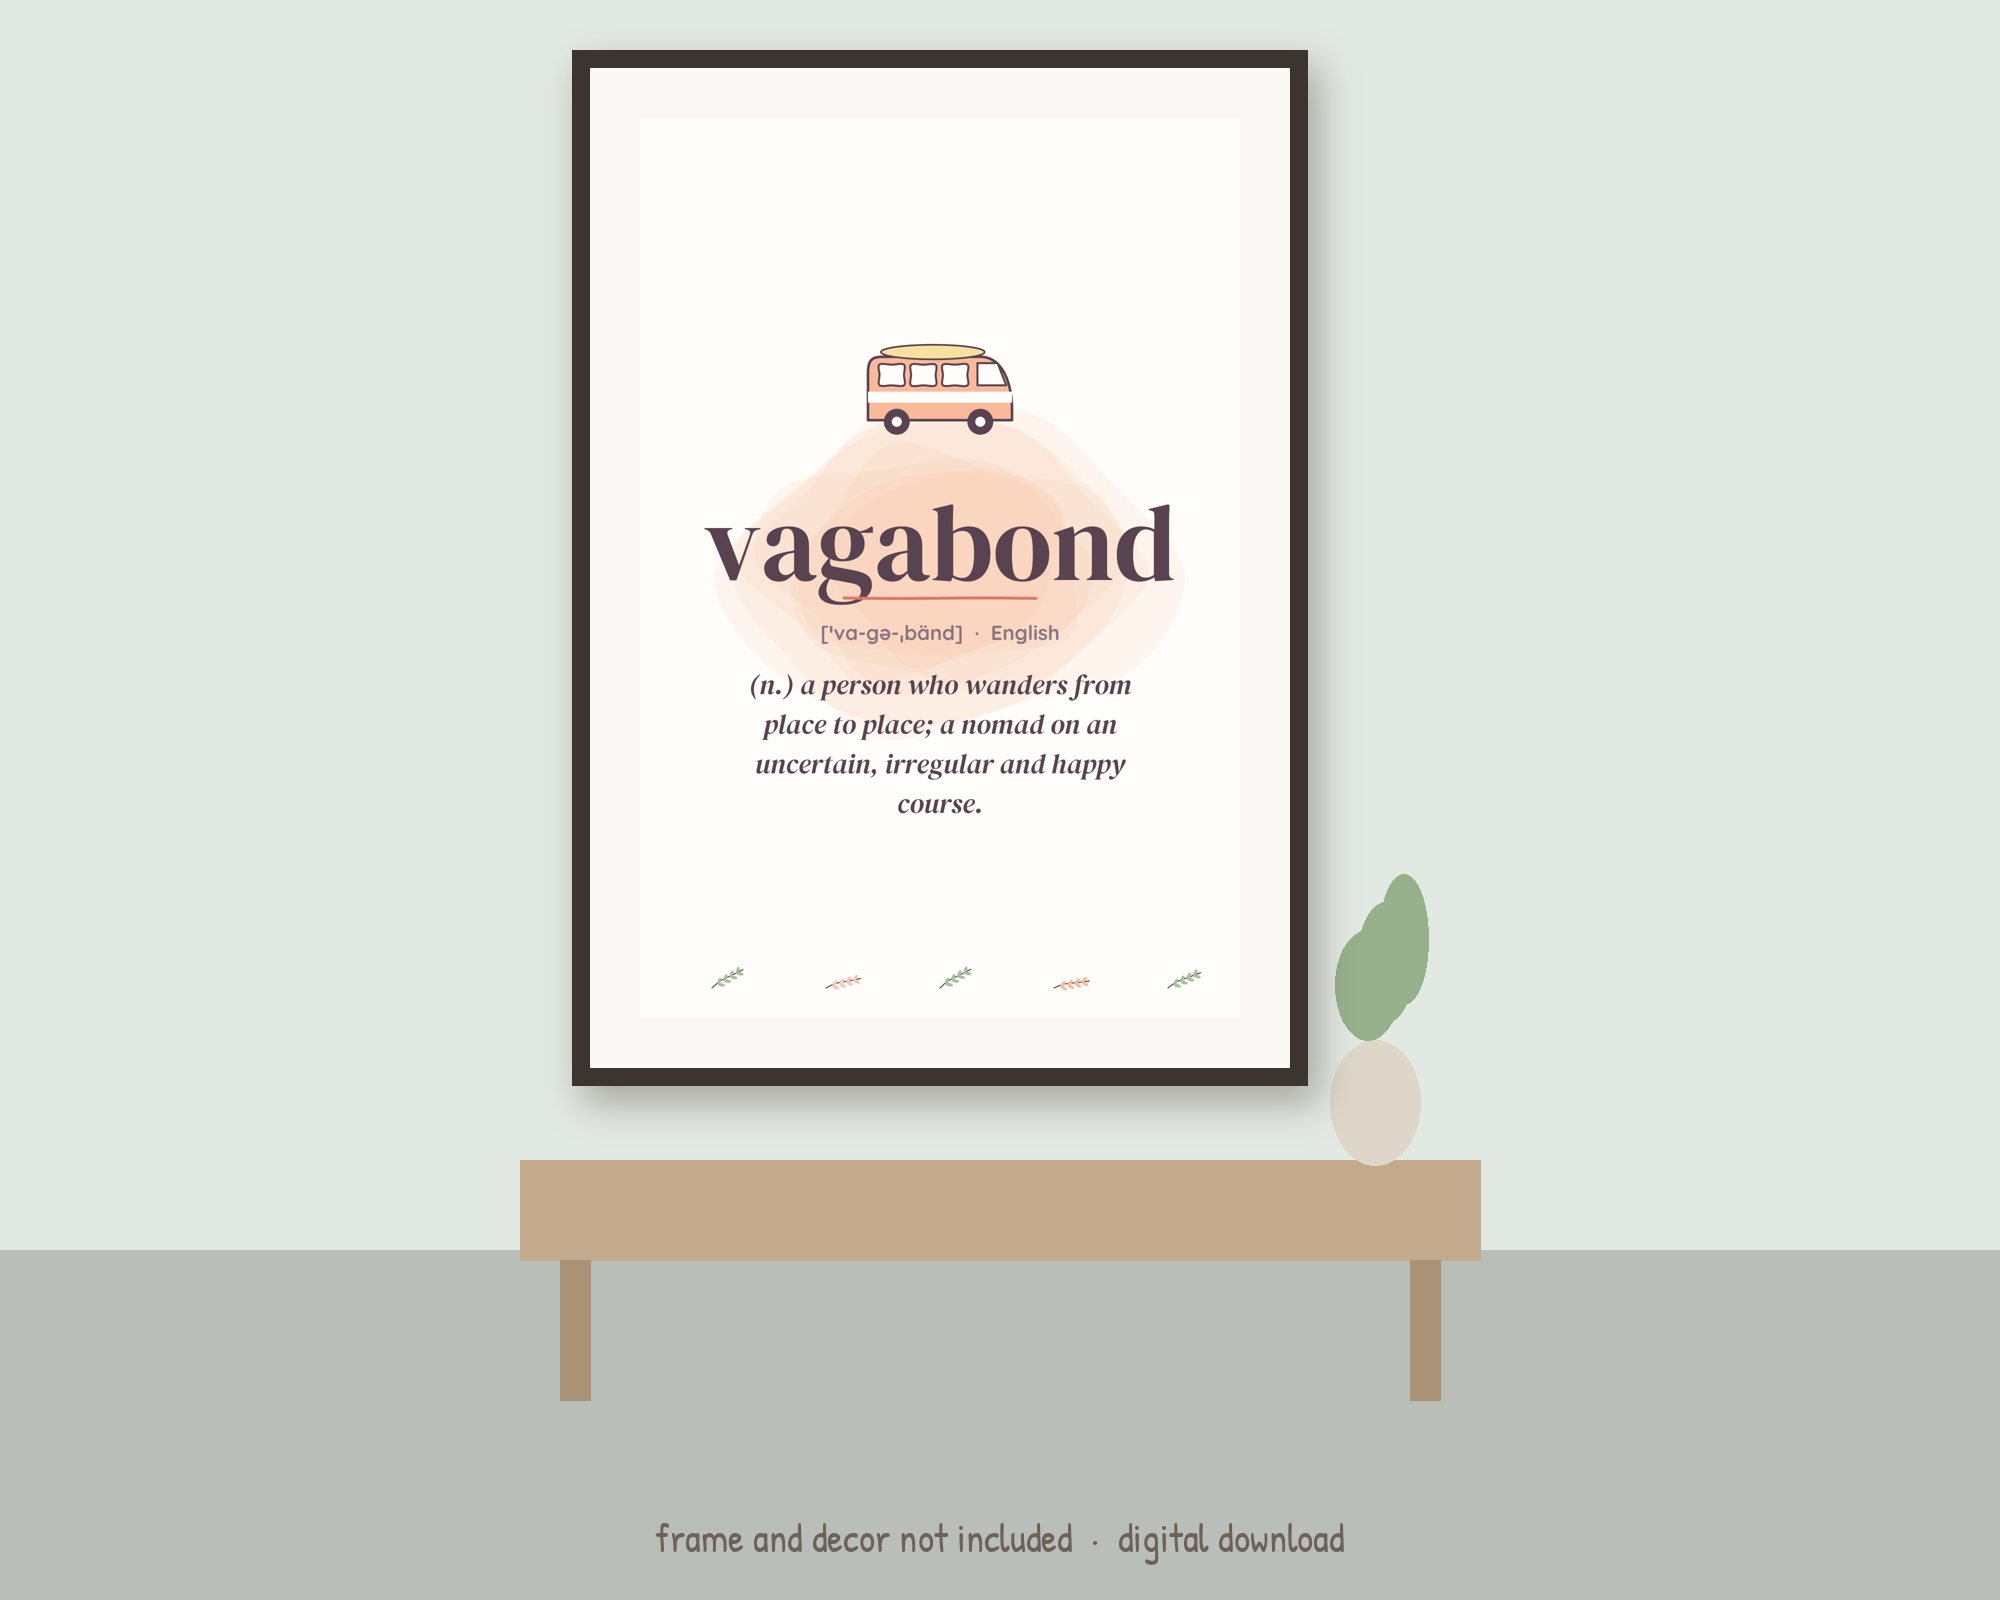 vagabond
[ˈva-gə-ˌbänd] · English
(n.) a person who wanders from
place to place; a nomad on an
uncertain, irregular and happy
course.
frame and decor not included · digital download